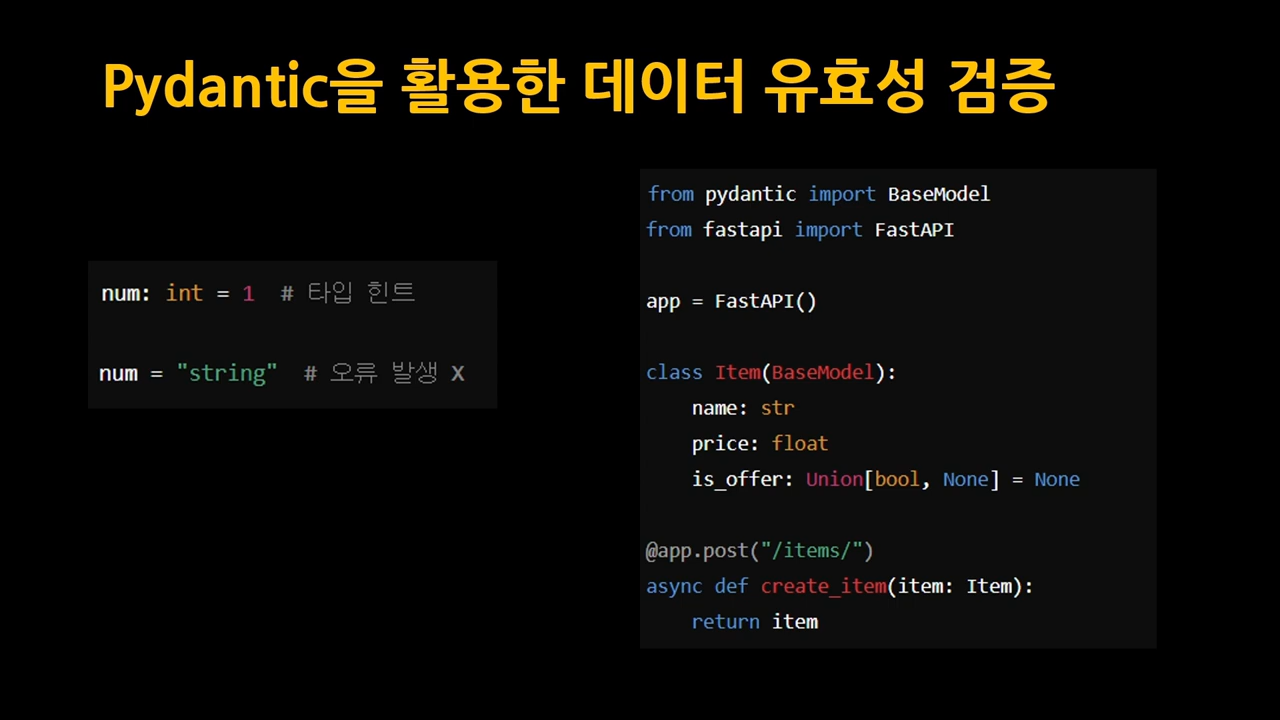 Pydantic을 활용한 데이터 유효성 검증
num: int = 1  # 타입 힌트
num = "string"  # 오류 발생 X
from pydantic import BaseModel
from fastapi import FastAPI
app = FastAPI()
class Item(BaseModel):
    name: str
    price: float
    is_offer: Union[bool, None] = None
@app.post("/items/")
async def create_item(item: Item):
    return item